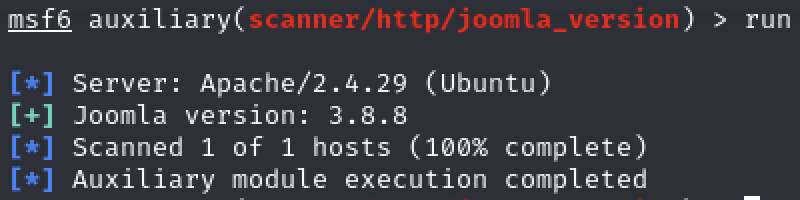 msf6 auxiliary(scanner/http/joomla_version) > run
[*] Server: Apache/2.4.29 (Ubuntu)
[+] Joomla version: 3.8.8
[*] Scanned 1 of 1 hosts (100% complete)
[*] Auxiliary module execution completed